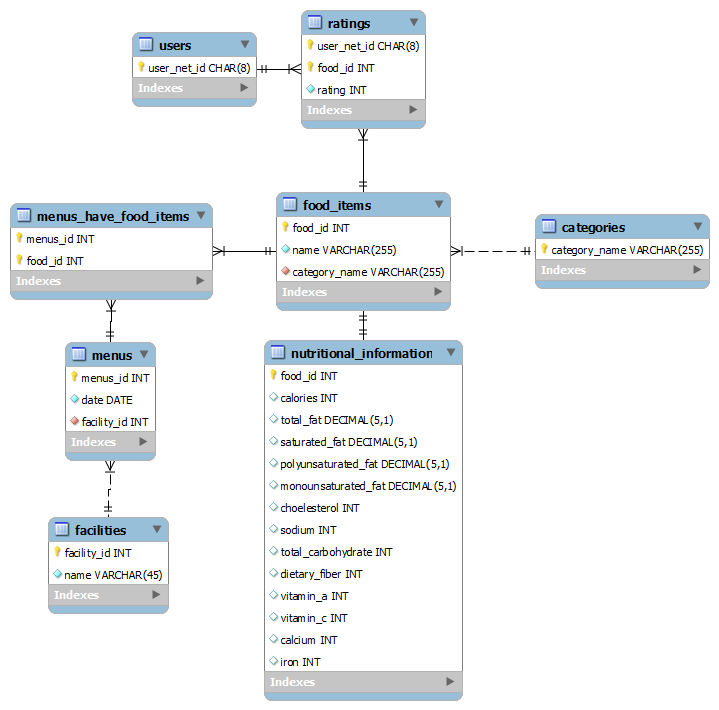 users
user_net_id CHAR(8)
Indexes
ratings
user_net_id CHAR(8)
food_id INT
rating INT
Indexes
menus_have_food_items
menus_id INT
food_id INT
Indexes
food_items
food_id INT
name VARCHAR(255)
category_name VARCHAR(255)
Indexes
categories
category_name VARCHAR(255)
Indexes
menus
menus_id INT
date DATE
facility_id INT
Indexes
nutritional_information
food_id INT
calories INT
total_fat DECIMAL(5,1)
saturated_fat DECIMAL(5,1)
polyunsaturated_fat DECIMAL(5,1)
monounsaturated_fat DECIMAL(5,1)
choelesterol INT
sodium INT
total_carbohydrate INT
dietary_fiber INT
vitamin_a INT
vitamin_c INT
calcium INT
iron INT
Indexes
facilities
facility_id INT
name VARCHAR(45)
Indexes